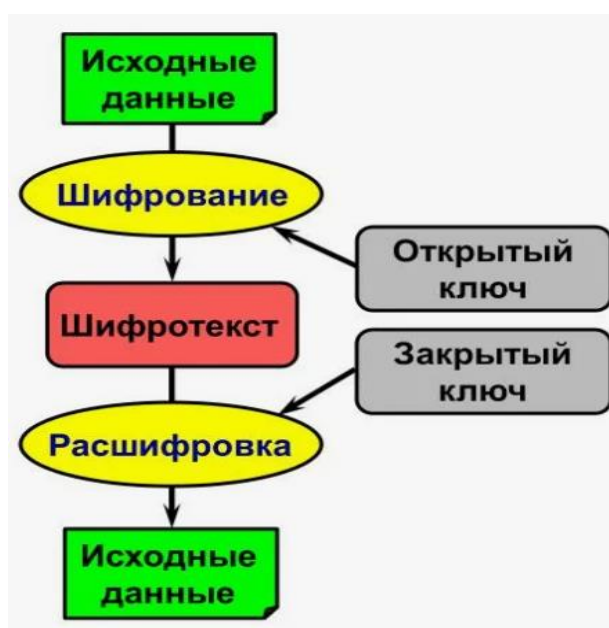 Исходные
данные
Шифрование
Открытый
ключ
Шифротекст
Закрытый
ключ
Расшифровка
Исходные
данные